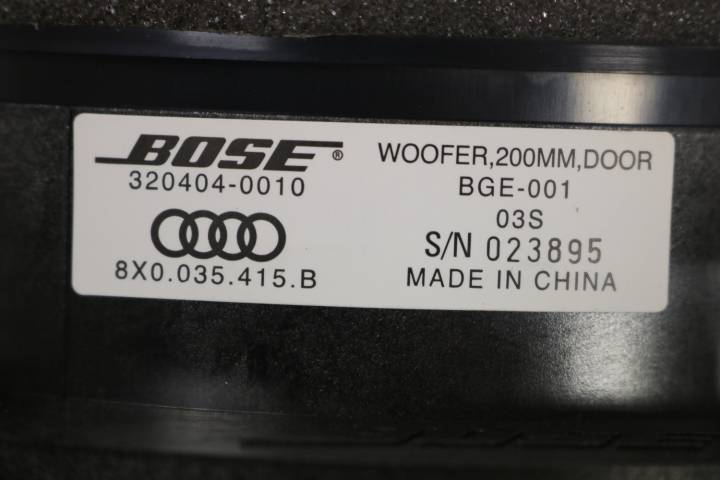 BOSE®
320404-0010
8X0.035.415.B
WOOFER,200MM,DOOR
BGE-001
03S
S/N 023895
MADE IN CHINA